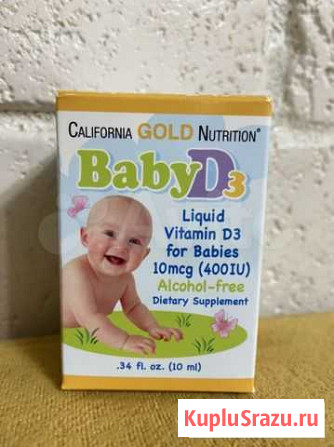 CALIFORNIA GOLD NUTRITION®
BabyD3
Liquid
Vitamin D3
for Babies
10mcg (400IU)
Alcohol-free
Dietary Supplement
.34 fl. oz. (10 ml)
KupluSrazu.ru